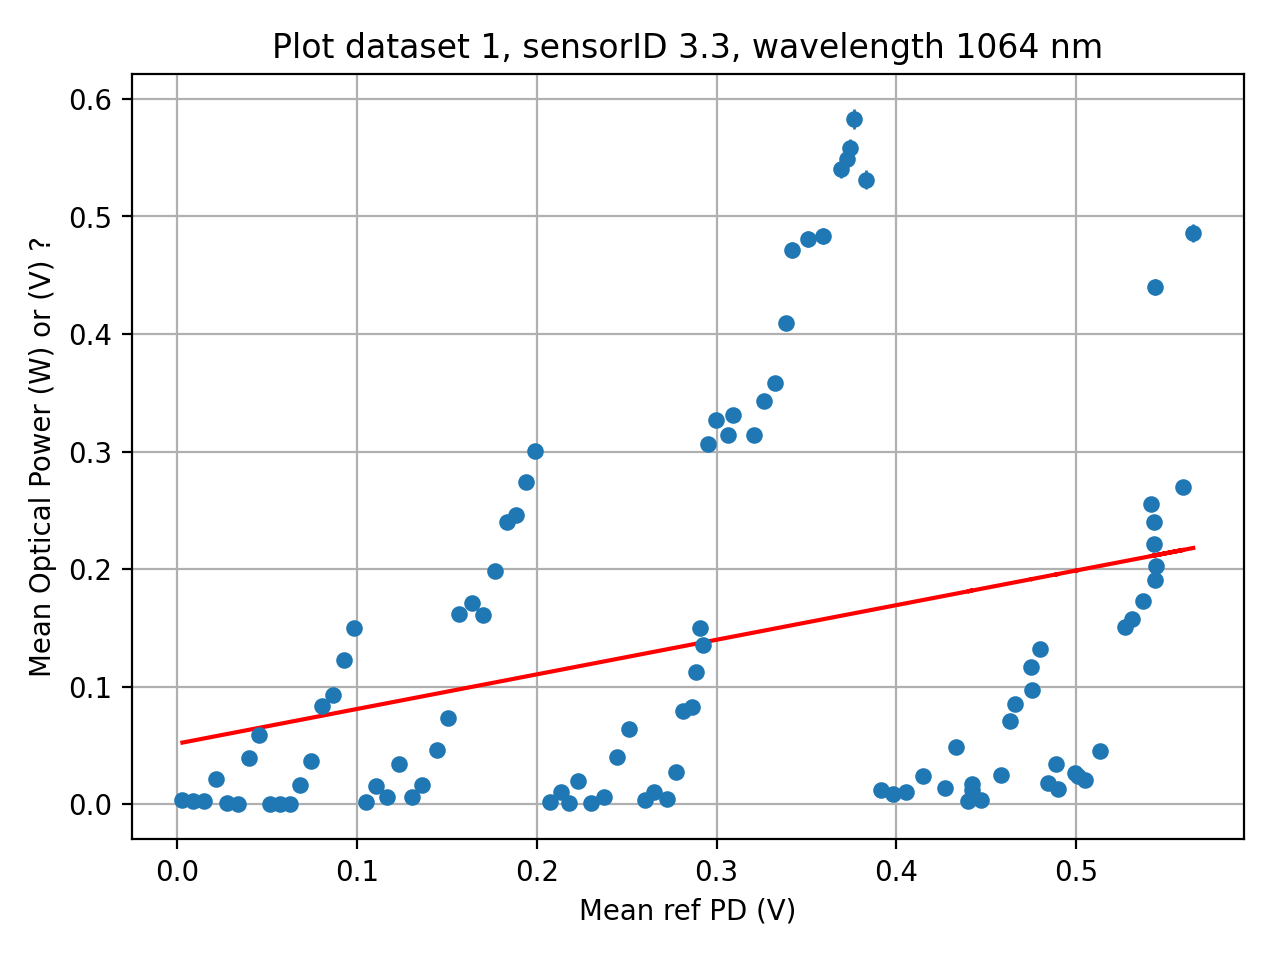 Plot dataset 1, sensorID 3.3, wavelength 1064 nm
Mean Optical Power (W) or (V) ?
0.6
0.5
0.4
0.3
0.2
0.1
0.0
0.0 0.1 0.2 0.3 0.4 0.5
Mean ref PD (V)